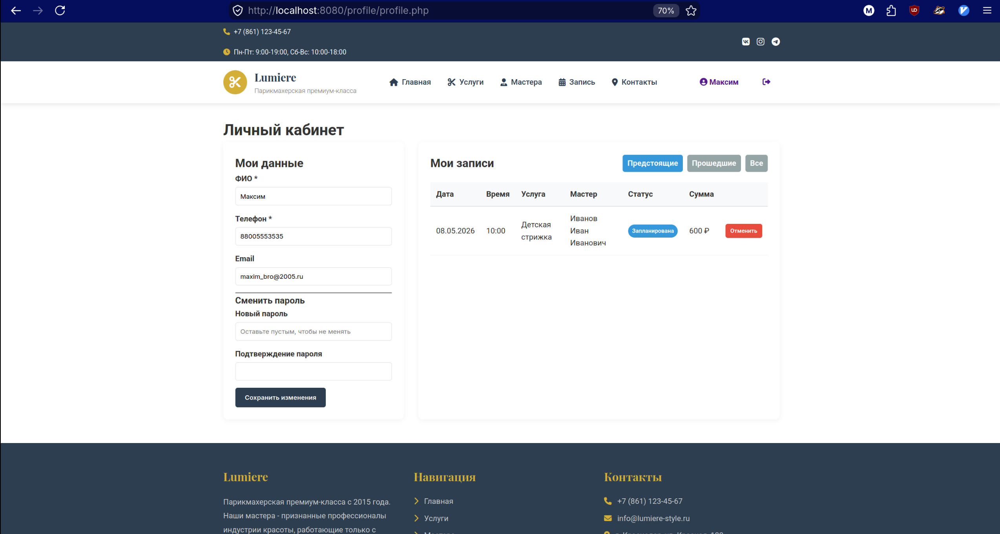 http://localhost:8080/profile/profile.php
70%
+7 (861) 123-45-67
Пн-Пт: 9:00-19:00, Сб-Вс: 10:00-18:00
Lumiere
Парикмахерская премиум-класса
Главная
Услуги
Мастера
Запись
Контакты
Максим
Личный кабинет
Мои данные
ФИО *
Максим
Телефон *
88005553535
Email
maxim_bro@2005.ru
Сменить пароль
Новый пароль
Оставьте пустым, чтобы не менять
Подтверждение пароля
Сохранить изменения
Мои записи
Предстоящие
Прошедшие
Все
Дата Время Услуга Мастер Статус Сумма
08.05.2026
10:00
Детская
стрижка
Иванов
Иван
Иванович
Запланирована
600 ₽
Отменить
Lumiere
Парикмахерская премиум-класса с 2015 года.
Наши мастера - признанные профессионалы
индустрии красоты, работающие только с
Навигация
Главная
Услуги
Контакты
+7 (861) 123-45-67
info@lumiere-style.ru